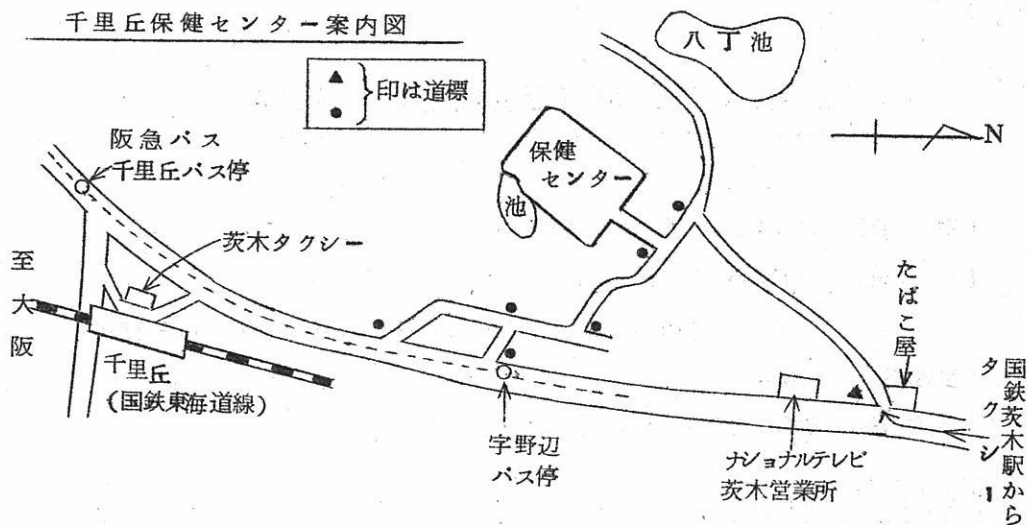 千里丘保健センター案内図
▲
●
}印は道標
八丁池
N
阪急バス
千里丘バス停
保健
センター
池
茨木タクシー
至大阪
千里丘
(国鉄東海道線)
たばこ屋
字野辺
バス停
ナショナルテレビ
茨木営業所
国鉄茨木駅から
タクシー